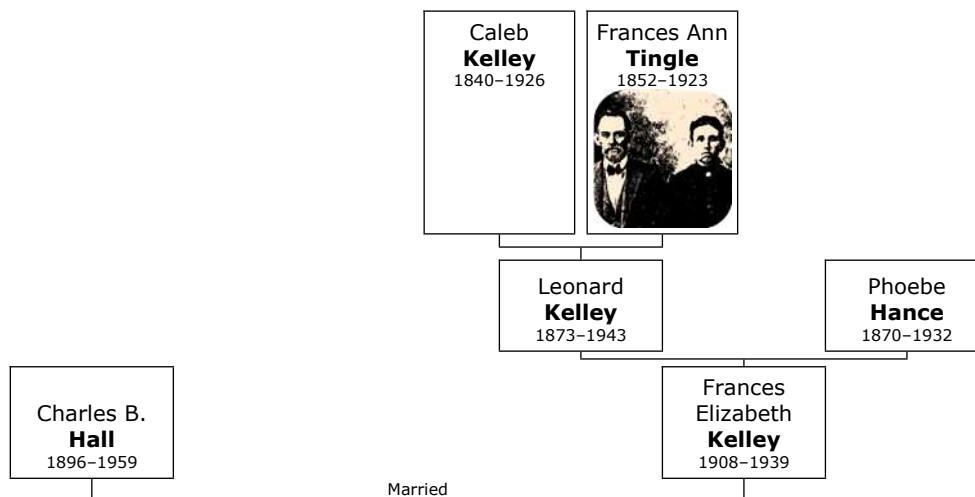 Caleb
Kelley
1840–1926
Frances Ann
Tingle
1852–1923
Leonard
Kelley
1873–1943
Phoebe
Hance
1870–1932
Charles B.
Hall
1896–1959
Frances
Elizabeth
Kelley
1908–1939
Married